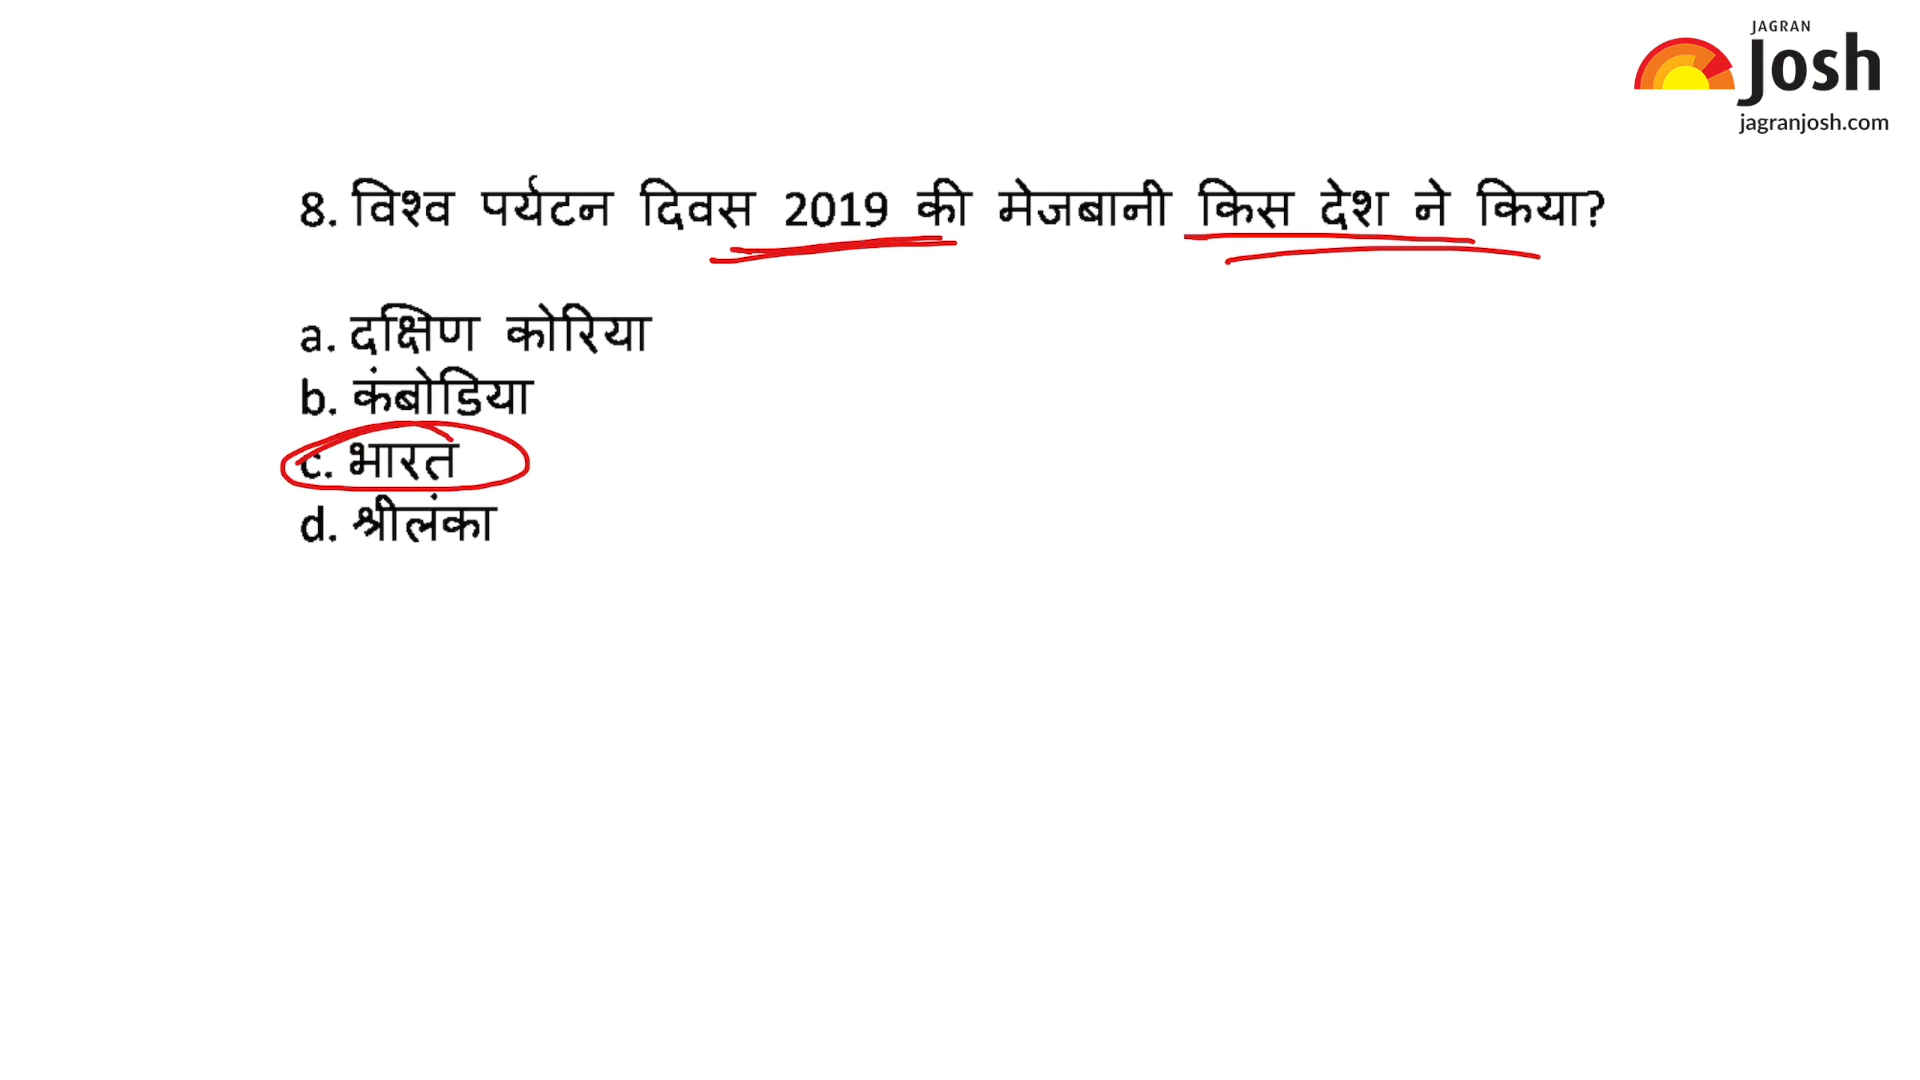 JAGRAN
Josh
jagranjosh.com
8. विश्व पर्यटन दिवस 2019 की मेजबानी किस देश ने किया?
a. दक्षिण कोरिया
b. कंबोडिया
c. भारत
d. श्रीलंका